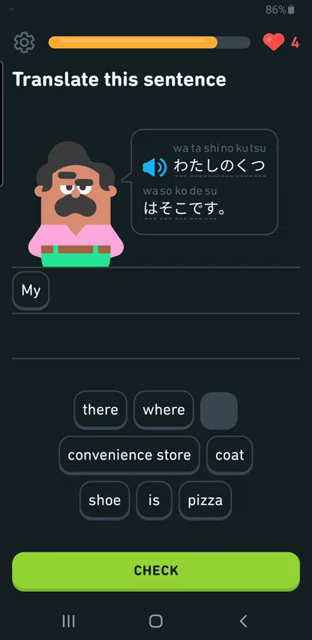 86%
4
Translate this sentence
wa ta shi no ku tsu
わたしのくつ
wa so ko de su
はそこです。
My
there where
convenience store coat
shoe is pizza
CHECK